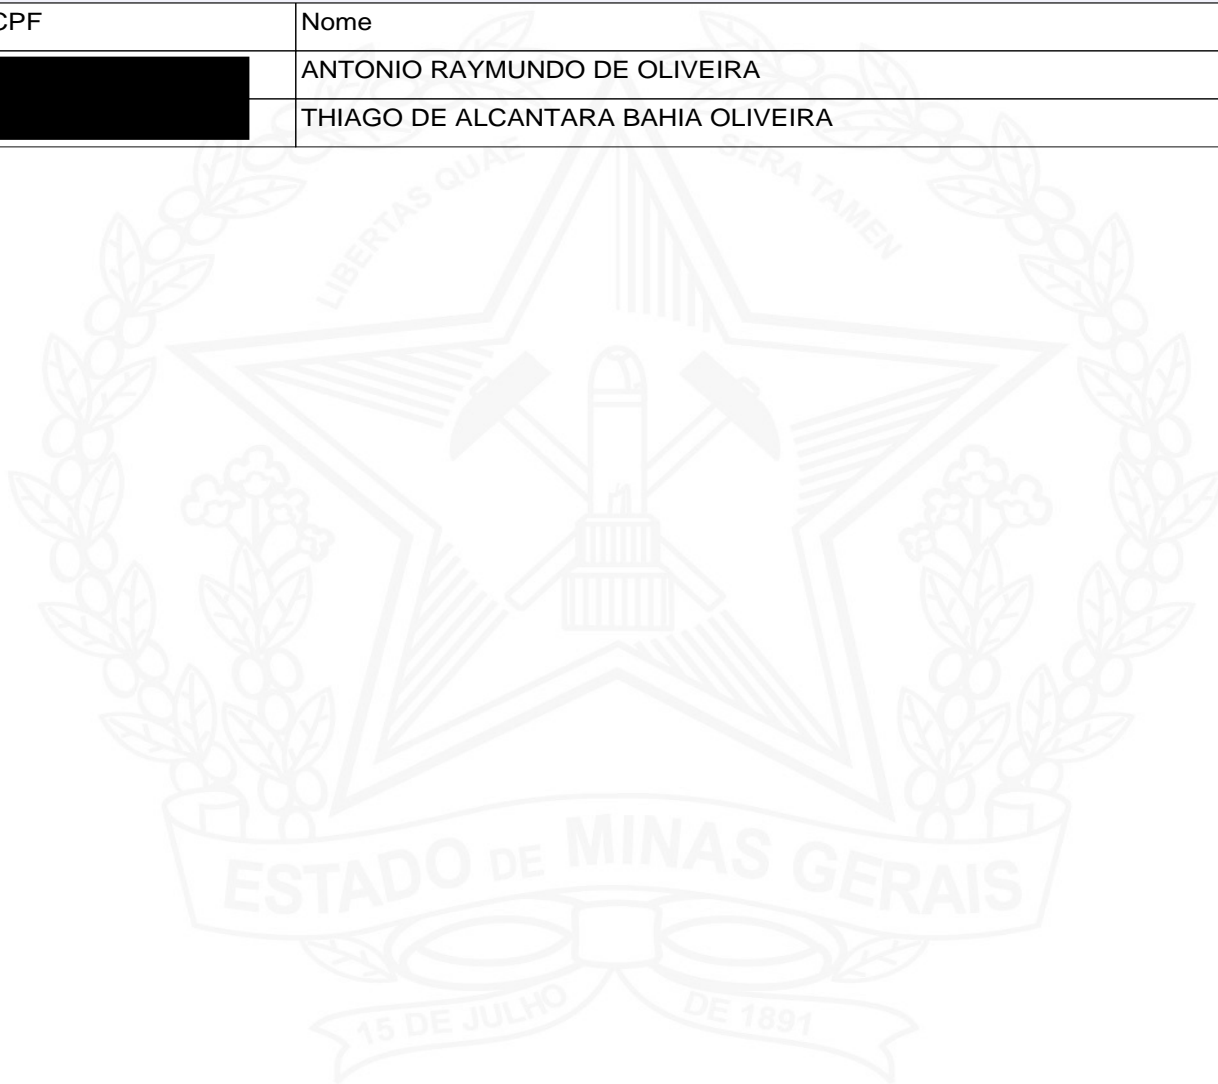 CPF Nome
ANTONIO RAYMUNDO DE OLIVEIRA
THIAGO DE ALCANTARA BAHIA OLIVEIRA
LIBERTAS QUAE SERA TAMEN
ESTADO DE MINAS GERAIS
15 DE JULHO DE 1891